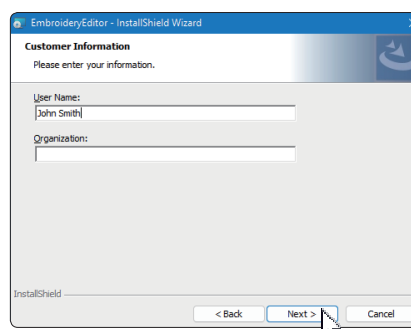 EmbroideryEditor - InstallShield Wizard
Customer Information
Please enter your information.
User Name:
John Smith
Organization:
InstallShield
< Back Next > Cancel